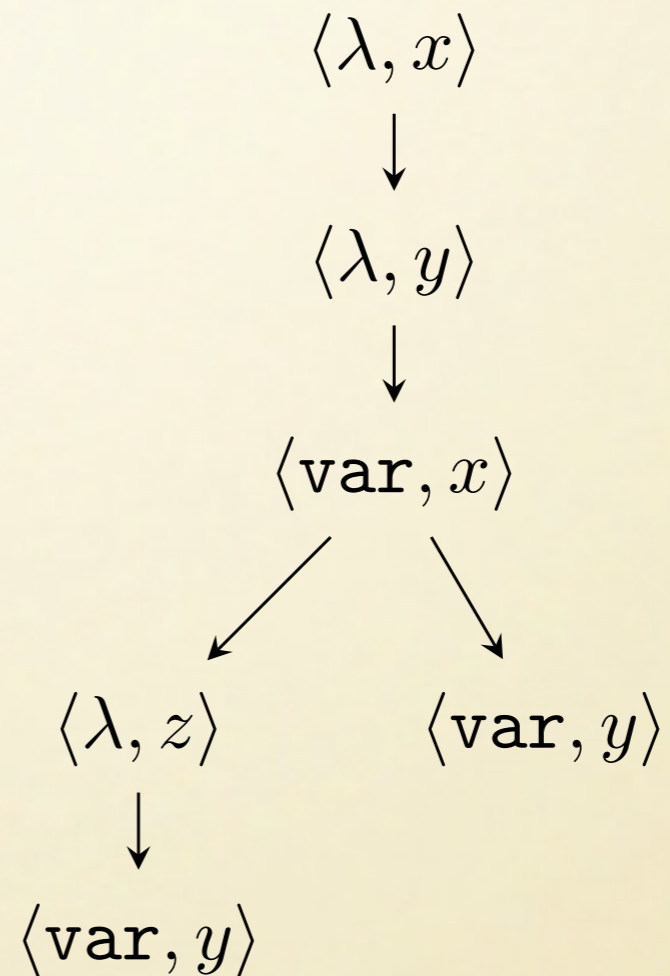 ⟨λ, x⟩
⟨λ, y⟩
⟨var, x⟩
⟨λ, z⟩ ⟨var, y⟩
⟨var, y⟩